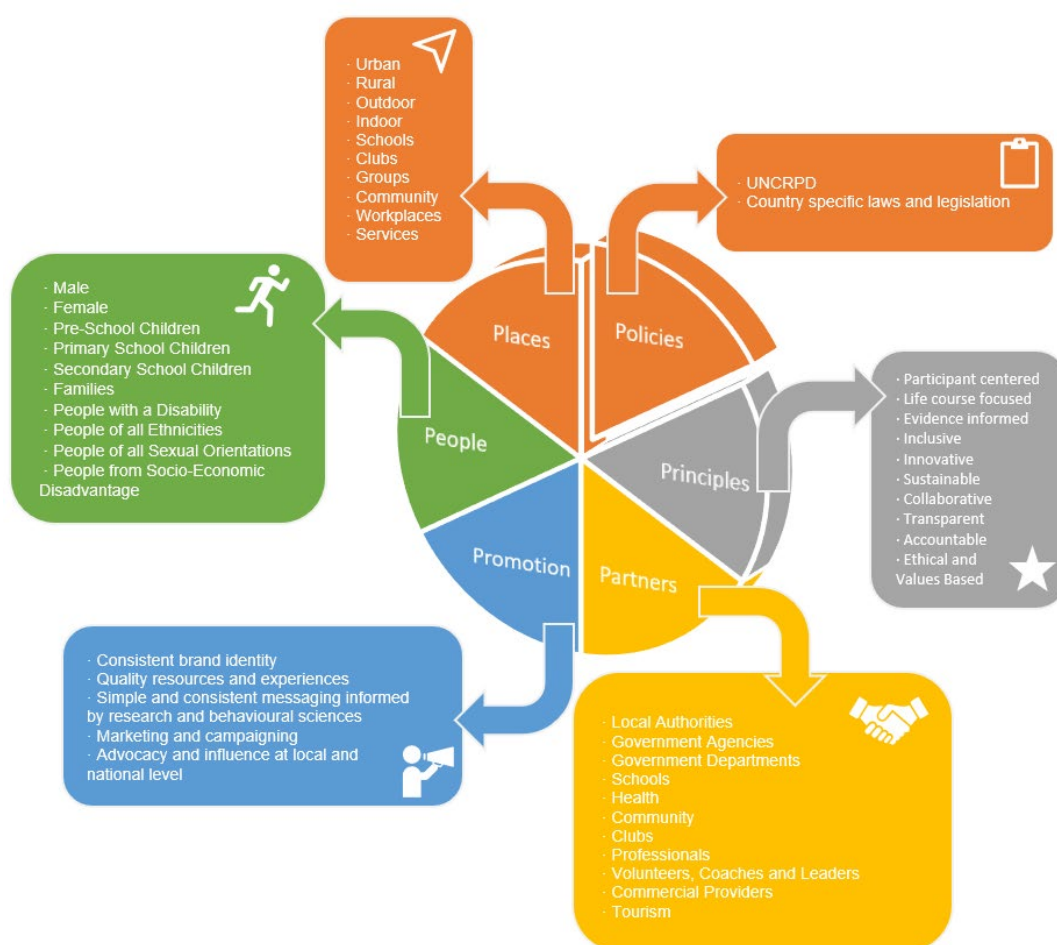 · Urban
· Rural
· Outdoor
· Indoor
· Schools
· Clubs
· Groups
· Community
· Workplaces
· Services
· UNCRPD
· Country specific laws and legislation
· Male
· Female
· Pre-School Children
· Primary School Children
· Secondary School Children
· Families
· People with a Disability
· People of all Ethnicities
· People of all Sexual Orientations
· People from Socio-Economic
Disadvantage
Places
Policies
People
Principles
Promotion
Partners
· Participant centered
· Life course focused
· Evidence informed
· Inclusive
· Innovative
· Sustainable
· Collaborative
· Transparent
· Accountable
· Ethical and
Values Based
· Consistent brand identity
· Quality resources and experiences
· Simple and consistent messaging informed
by research and behavioural sciences
· Marketing and campaigning
· Advocacy and influence at local and
national level
· Local Authorities
· Government Agencies
· Government Departments
· Schools
· Health
· Community
· Clubs
· Professionals
· Volunteers, Coaches and Leaders
· Commercial Providers
· Tourism